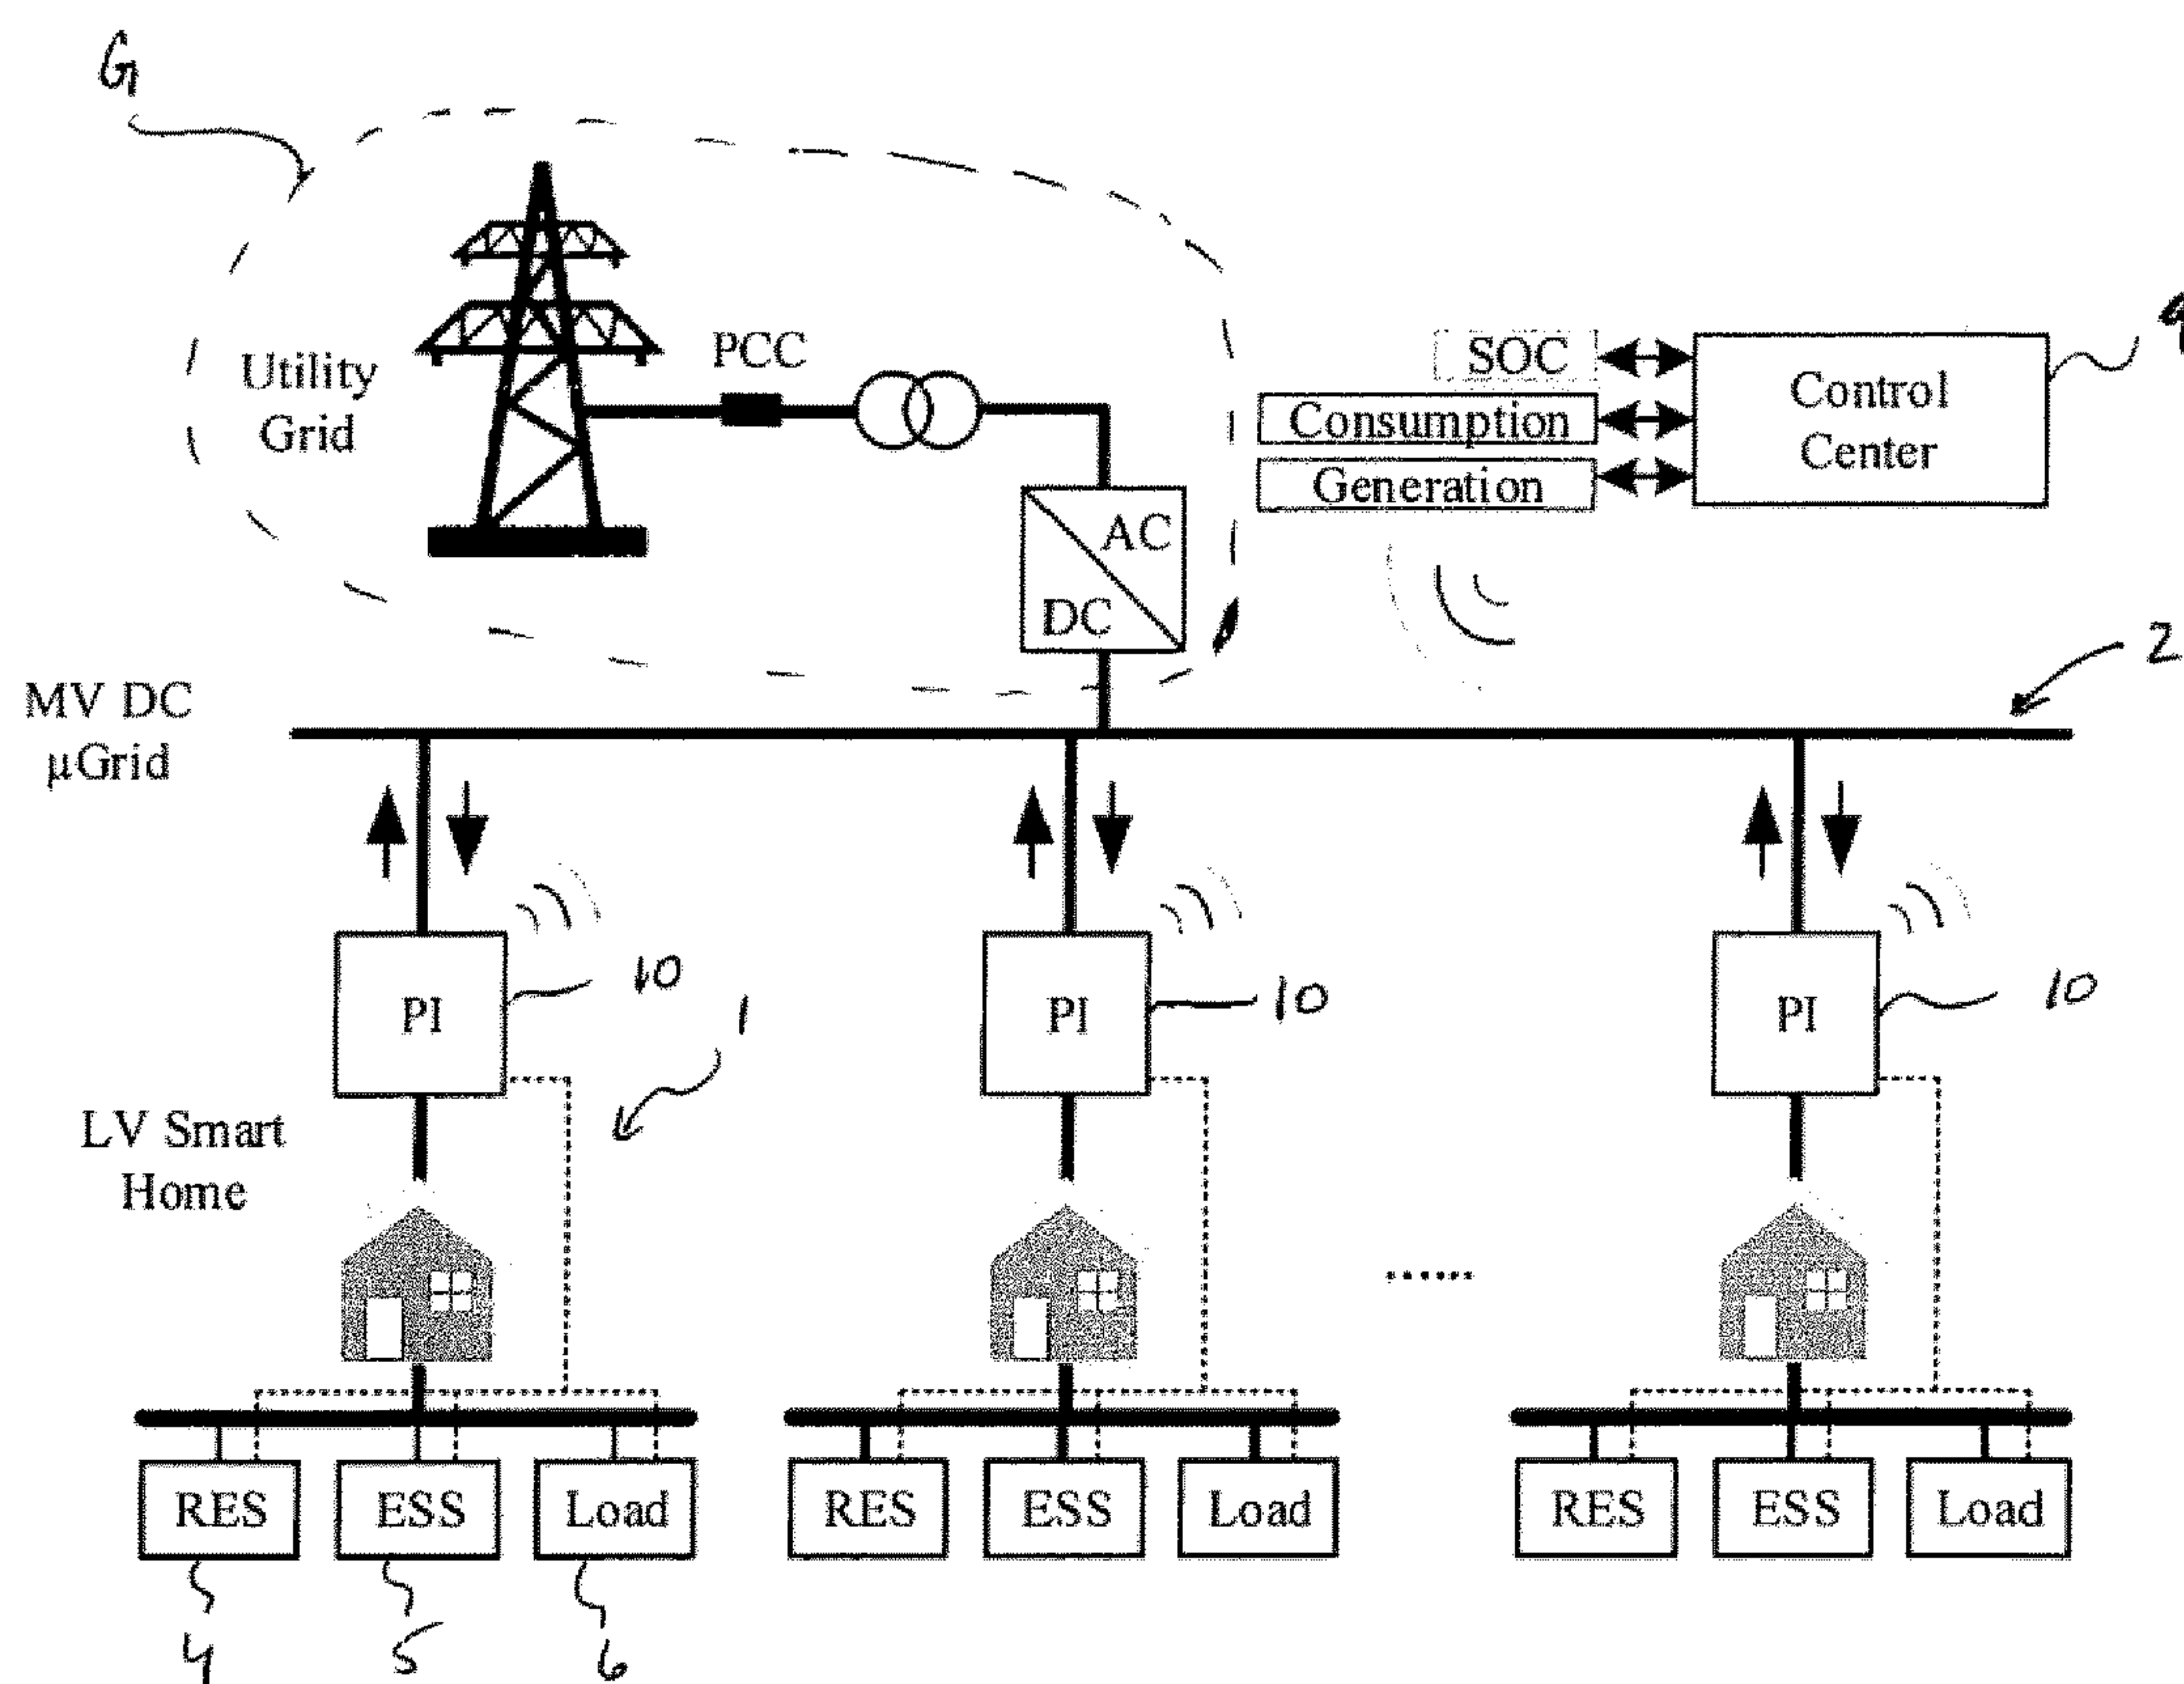 G
PCC
Utility
Grid
SOC
Consumption
Generation
Control
Center
9
AC
DC
2
MV DC
µGrid
PI
10
PI
10
PI
10
1
LV Smart
Home
RES
ESS
Load
RES
ESS
Load
RES
ESS
Load
4
5
6